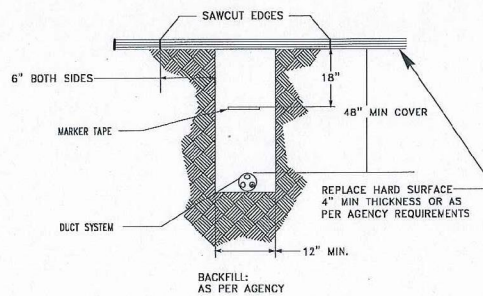 SAWCUT EDGES
6" BOTH SIDES
18"
MARKER TAPE
48" MIN COVER
REPLACE HARD SURFACE
4" MIN THICKNESS OR AS
PER AGENCY REQUIREMENTS
DUCT SYSTEM
12" MIN.
BACKFILL:
AS PER AGENCY